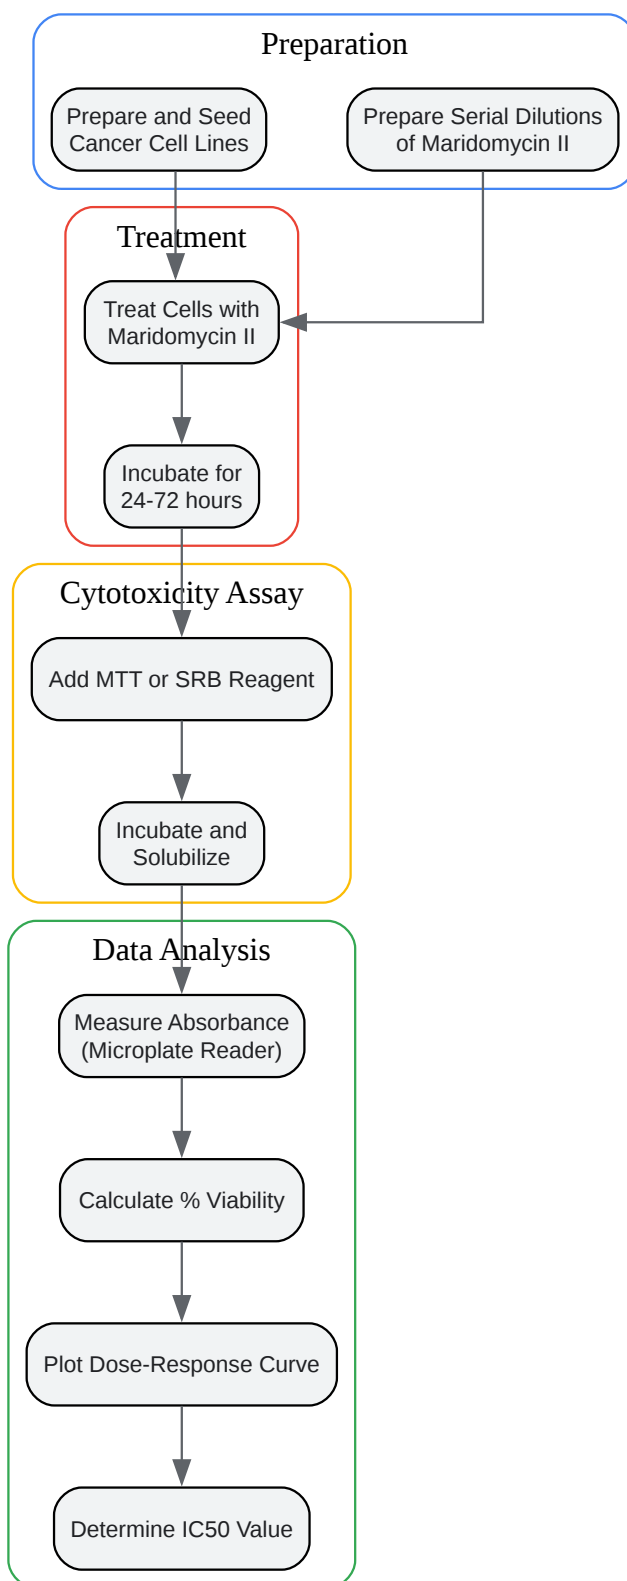 Preparation
Prepare and Seed
Cancer Cell Lines
Prepare Serial Dilutions
of Maridomycin II
Treatment
Treat Cells with
Maridomycin II
Incubate for
24-72 hours
Cytotoxicity Assay
Add MTT or SRB Reagent
Incubate and
Solubilize
Data Analysis
Measure Absorbance
(Microplate Reader)
Calculate % Viability
Plot Dose-Response Curve
Determine IC50 Value